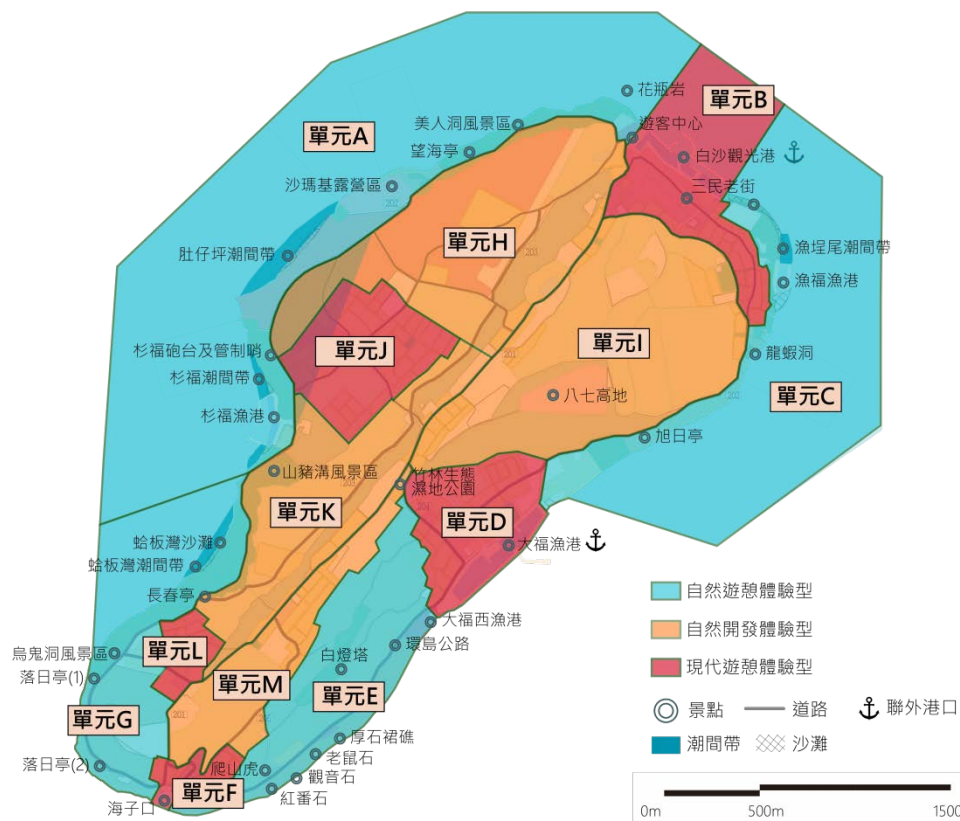 花瓶岩
單元B
美人洞風景區
遊客中心
單元A
望海亭
白沙觀光港
沙瑪基露營區
三民老街
單元H
肚仔坪潮間帶
漁埕尾潮間帶
漁福漁港
杉福砲台及管制哨
單元J
單元I
龍蝦洞
杉福潮間帶
八七高地
單元C
杉福漁港
旭日亭
山豬溝風景區
竹林生態
濕地公園
單元K
單元D
蛤板灣沙灘
大福漁港
蛤板灣潮間帶
長春亭
大福西漁港
烏鬼洞風景區
單元L
環島公路
落日亭(1)
白燈塔
單元M
單元E
單元G
厚石裙礁
落日亭(2)
爬山虎
老鼠石
觀音石
單元F
紅番石
海子口
自然遊憩體驗型
自然開發體驗型
現代遊憩體驗型
景點
道路
聯外港口
潮間帶
沙灘
0m
500m
1500